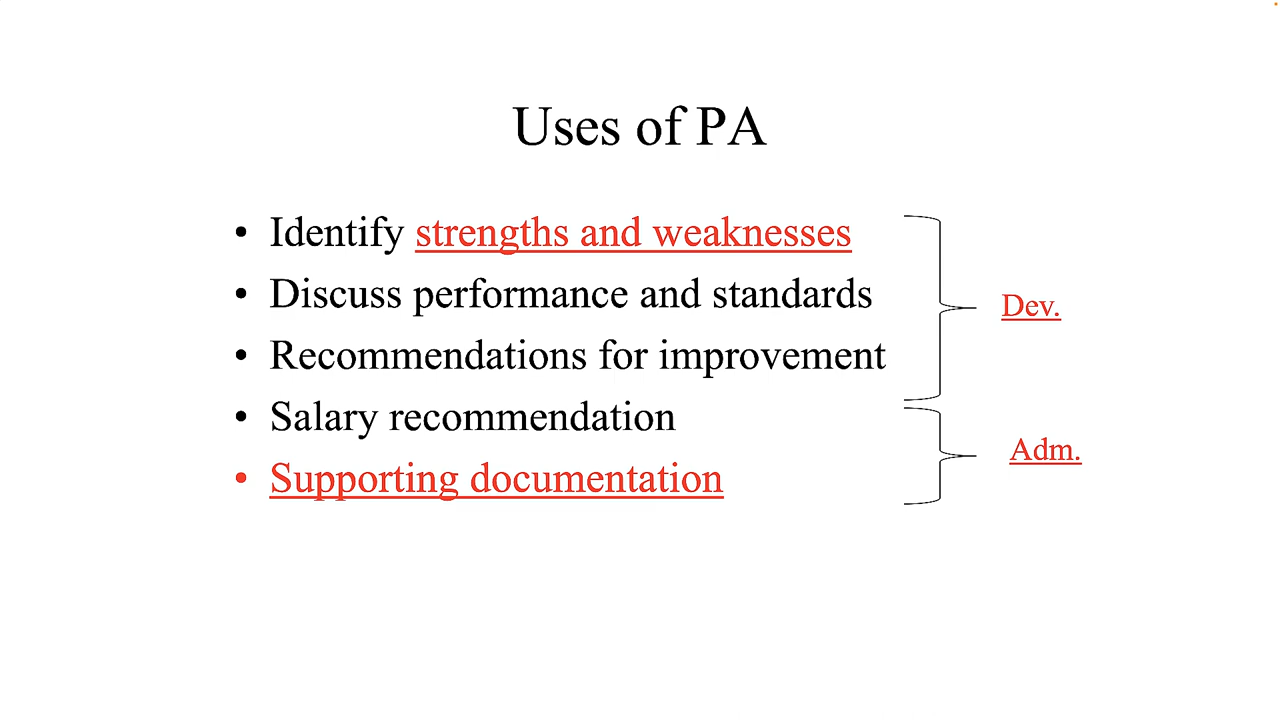 Uses of PA
• Identify strengths and weaknesses
• Discuss performance and standards
• Recommendations for improvement
• Salary recommendation
• Supporting documentation
Dev.
Adm.